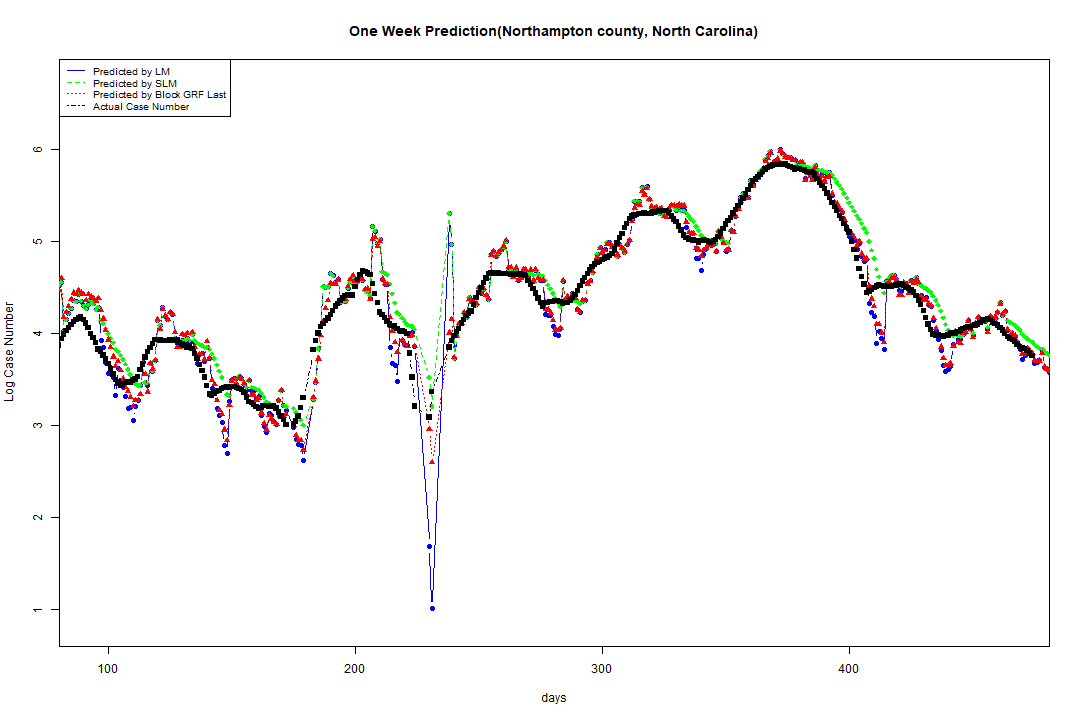 One Week Prediction(Northampton county, North Carolina)
Predicted by LM
Predicted by SLM
Predicted by Block GRF Last
Actual Case Number
6
5
4
3
2
1
Log Case Number
100 200 300 400
days